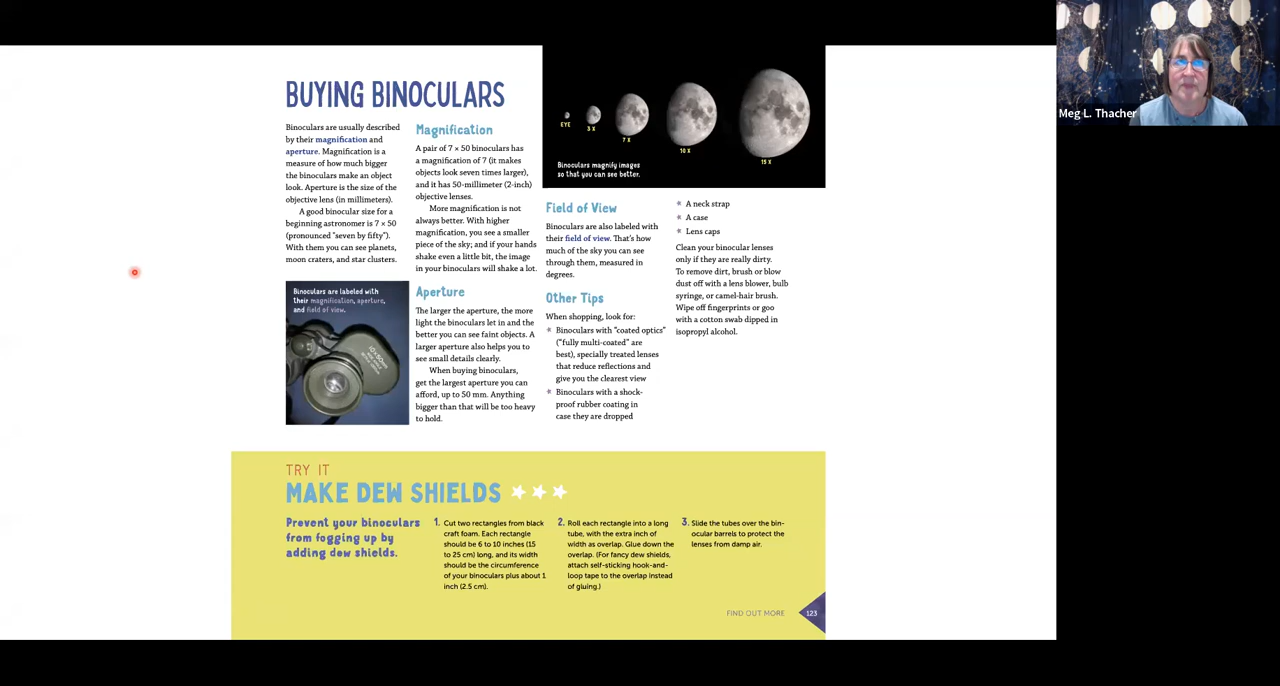 BUYING BINOCULARS
Binoculars are usually described
by their magnification and
aperture. Magnification is a
measure of how much bigger
the binoculars make an object
look. Aperture is the size of the
objective lens (in millimeters).
A good binocular size for a
beginning astronomer is 7 × 50
(pronounced "seven by fifty").
With them you can see planets,
moon craters, and star clusters.
Binoculars are labeled with
their magnification, aperture,
and field of view.
Magnification
A pair of 7 × 50 binoculars has
a magnification of 7 (it makes
objects look seven times larger),
and it has 50-millimeter (2-inch)
objective lenses.
More magnification is not
always better. With higher
magnification, you see a smaller
piece of the sky; and if your hands
shake even a little bit, the image
in your binoculars will shake a lot.
Aperture
The larger the aperture, the more
light the binoculars let in and the
better you can see faint objects. A
larger aperture also helps you to
see small details clearly.
When buying binoculars,
get the largest aperture you can
afford, up to 50 mm. Anything
bigger than that will be too heavy
to hold.
EYE
3 X
7 X
10 X
15 X
Binoculars magnify images
so that you can see better.
Field of View
Binoculars are also labeled with
their field of view. That's how
much of the sky you can see
through them, measured in
degrees.
Other Tips
When shopping, look for:
* Binoculars with "coated optics"
("fully multi-coated" are
best), specially treated lenses
that reduce reflections and
give you the clearest view
* Binoculars with a shock-
proof rubber coating in
case they are dropped
* A neck strap
* A case
* Lens caps
Clean your binocular lenses
only if they are really dirty.
To remove dirt, brush or blow
dust off with a lens blower, bulb
syringe, or camel-hair brush.
Wipe off fingerprints or goo
with a cotton swab dipped in
isopropyl alcohol.
TRY IT
MAKE DEW SHIELDS
Prevent your binoculars
from fogging up by
adding dew shields.
1. Cut two rectangles from black
craft foam. Each rectangle
should be 6 to 10 inches (15
to 25 cm) long, and its width
should be the circumference
of your binoculars plus about 1
inch (2.5 cm).
2. Roll each rectangle into a long
tube, with the extra inch of
width as overlap. Glue down the
overlap. (For fancy dew shields,
attach self-sticking hook-and-
loop tape to the overlap instead
of gluing.)
3. Slide the tubes over the bin-
ocular barrels to protect the
lenses from damp air.
FIND OUT MORE
123
Meg L. Thacher